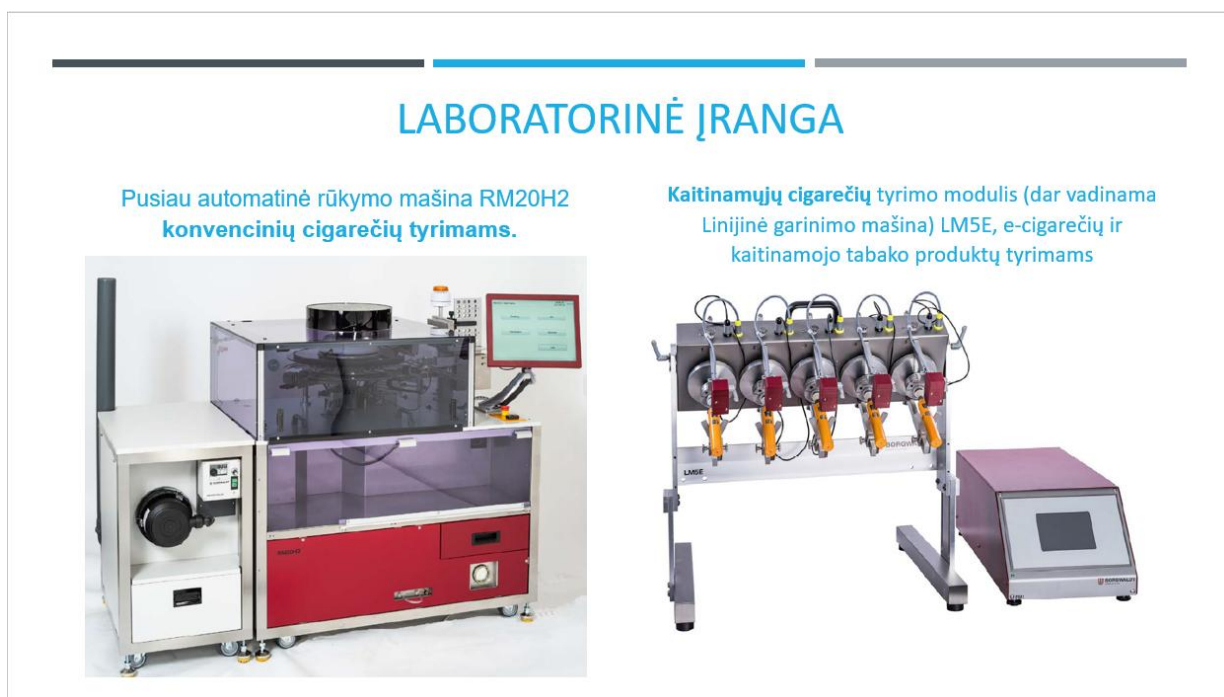 LABORATORINĖ ĮRANGA
Pusiau automatinė rūkymo mašina RM20H2
konvencinių cigarečių tyrimams.
Kaitinamųjų cigarečių tyrimo modulis (dar vadinama
Linijinė garinimo mašina) LM5E, e-cigarečių ir
kaitinamojo tabako produktų tyrimams
LM5E